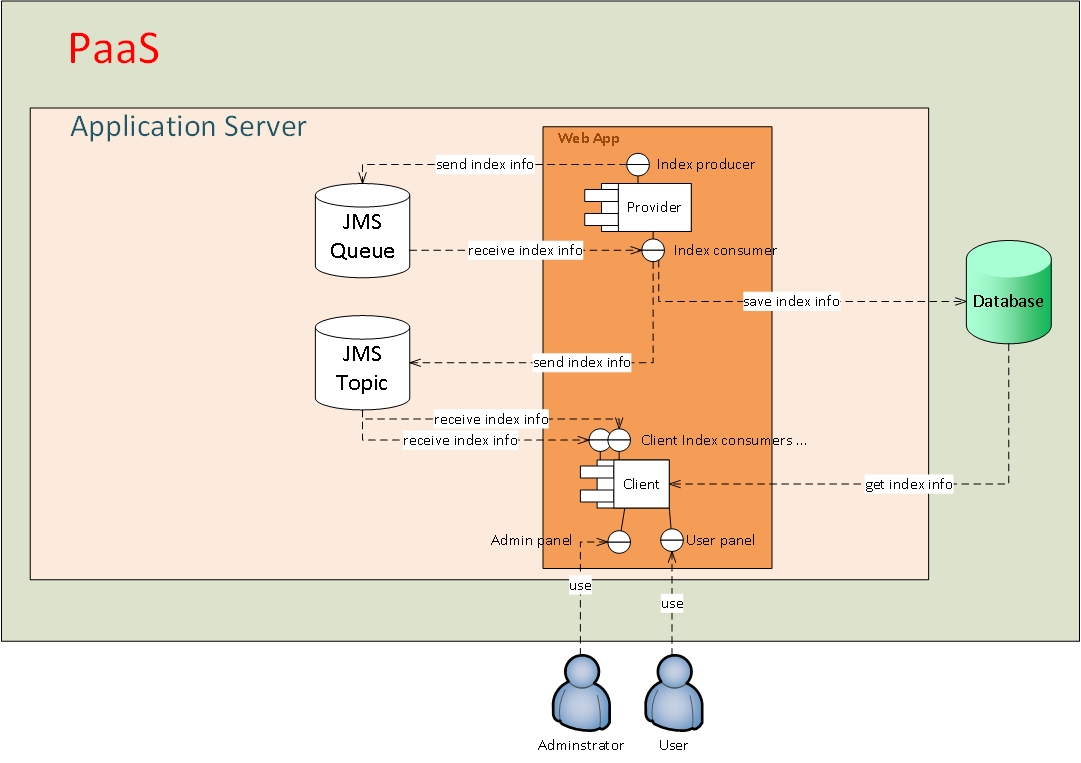 PaaS
Application Server
Web App
send index info
Index producer
JMS
Queue
Provider
receive index info
Index consumer
save index info
Database
JMS
Topic
send index info
receive index info
receive index info
Client Index consumers ...
Client
get index info
Admin panel
User panel
use
use
Adminstrator
User